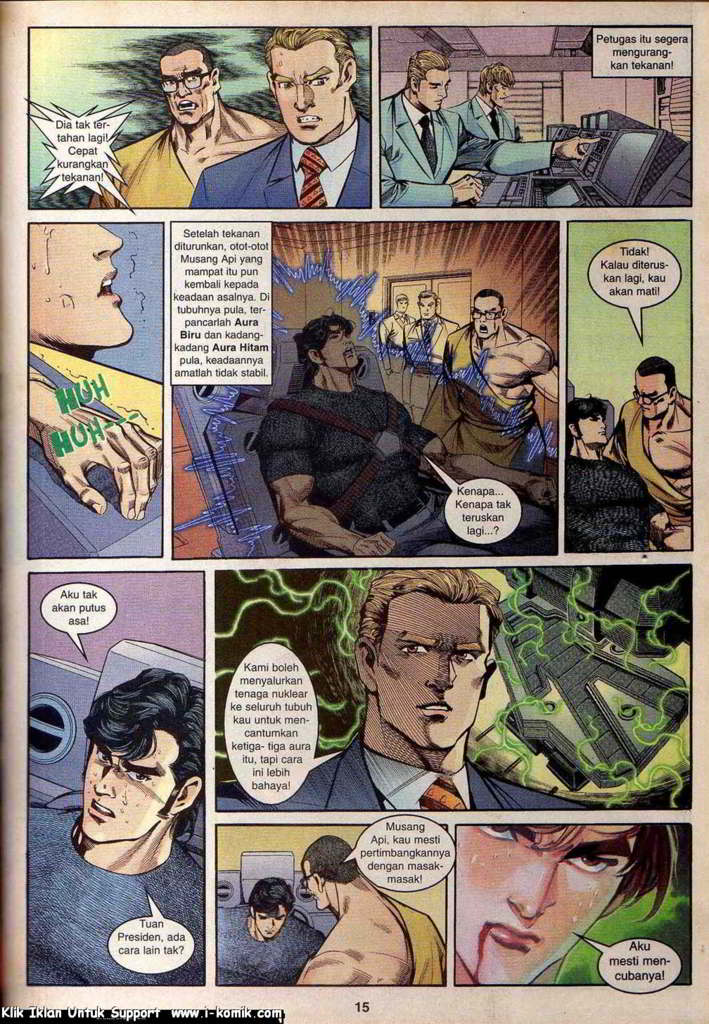 Dia tak ter-
tahan lagi!
Cepat
kurangkan
tekanan!
Petugas itu segera
mengurang-
kan tekanan!
HUH
HUH---
Setelah tekanan
diturunkan, otot-otot
Musang Api yang
mampat itu pun
kembali kepada
keadaan asalnya. Di
tubuhnya pula, ter-
pancarlah Aura
Biru dan kadang-
kadang Aura Hitam
pula, keadaannya
amatlah tidak stabil.
Kenapa...
Kenapa tak
teruskan
lagi...?
Tidak!
Kalau diterus-
kan lagi, kau
akan mati!
Aku tak
akan putus
asa!
Tuan
Presiden, ada
cara lain tak?
Kami boleh
menyalurkan
tenaga nuklear
ke seluruh tubuh
kau untuk men-
cantumkan
ketiga- tiga aura
itu, tapi cara
ini lebih
bahaya!
Musang
Api, kau mesti
pertimbangkannya
dengan masak-
masak!
Aku
mesti men-
cubanya!
15
Klik Iklan Untuk Support www.i-komik.com